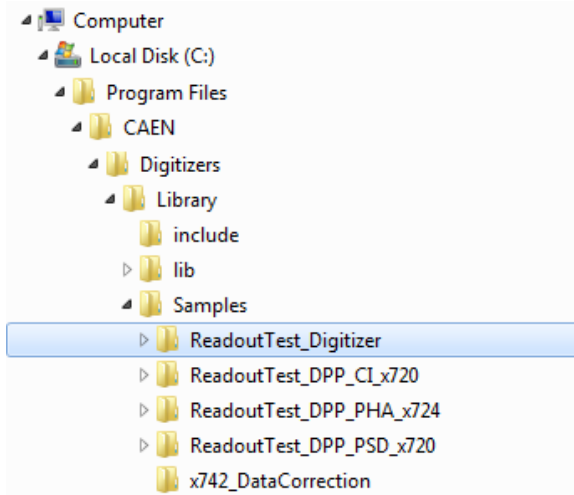 Computer
Local Disk (C:)
Program Files
CAEN
Digitizers
Library
include
lib
Samples
ReadoutTest_Digitizer
ReadoutTest_DPP_CI_x720
ReadoutTest_DPP_PHA_x724
ReadoutTest_DPP_PSD_x720
x742_DataCorrection